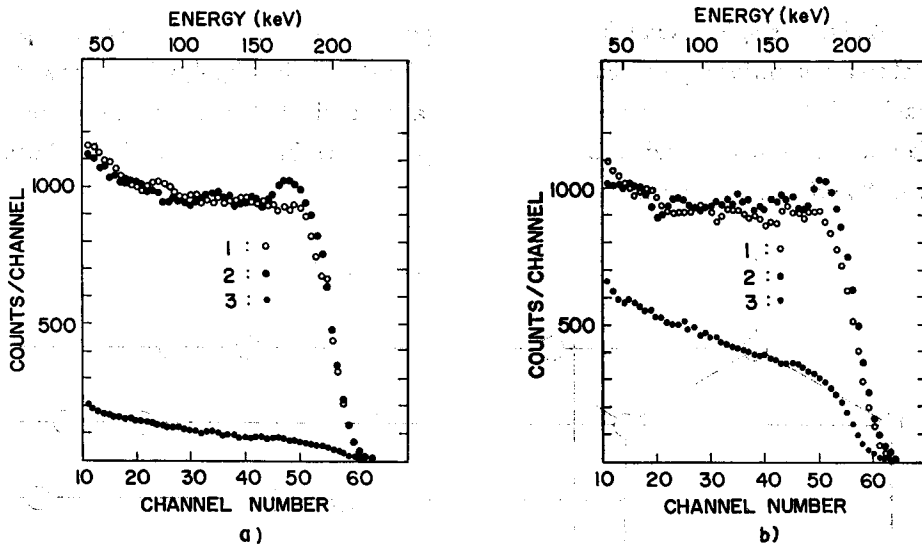 ENERGY (keV)
50 100 150 200
1000
500
COUNTS/CHANNEL
1 :
2 :
3 :
10 20 30 40 50 60
CHANNEL NUMBER
a)
ENERGY (keV)
50 100 150 200
1000
500
COUNTS/CHANNEL
1 :
2 :
3 :
10 20 30 40 50 60
CHANNEL NUMBER
b)